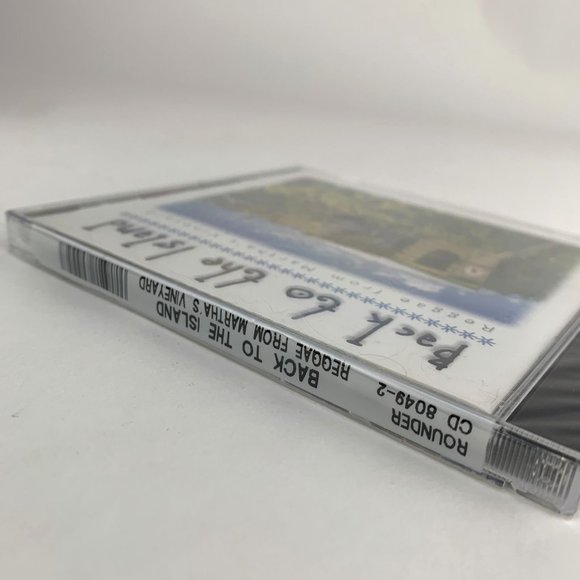 Back to the Island
Reggae from Martha's Vineyard
ROUNDER
CD 8049-2
BACK TO THE ISLAND
REGGAE FROM MARTHA'S VINEYARD